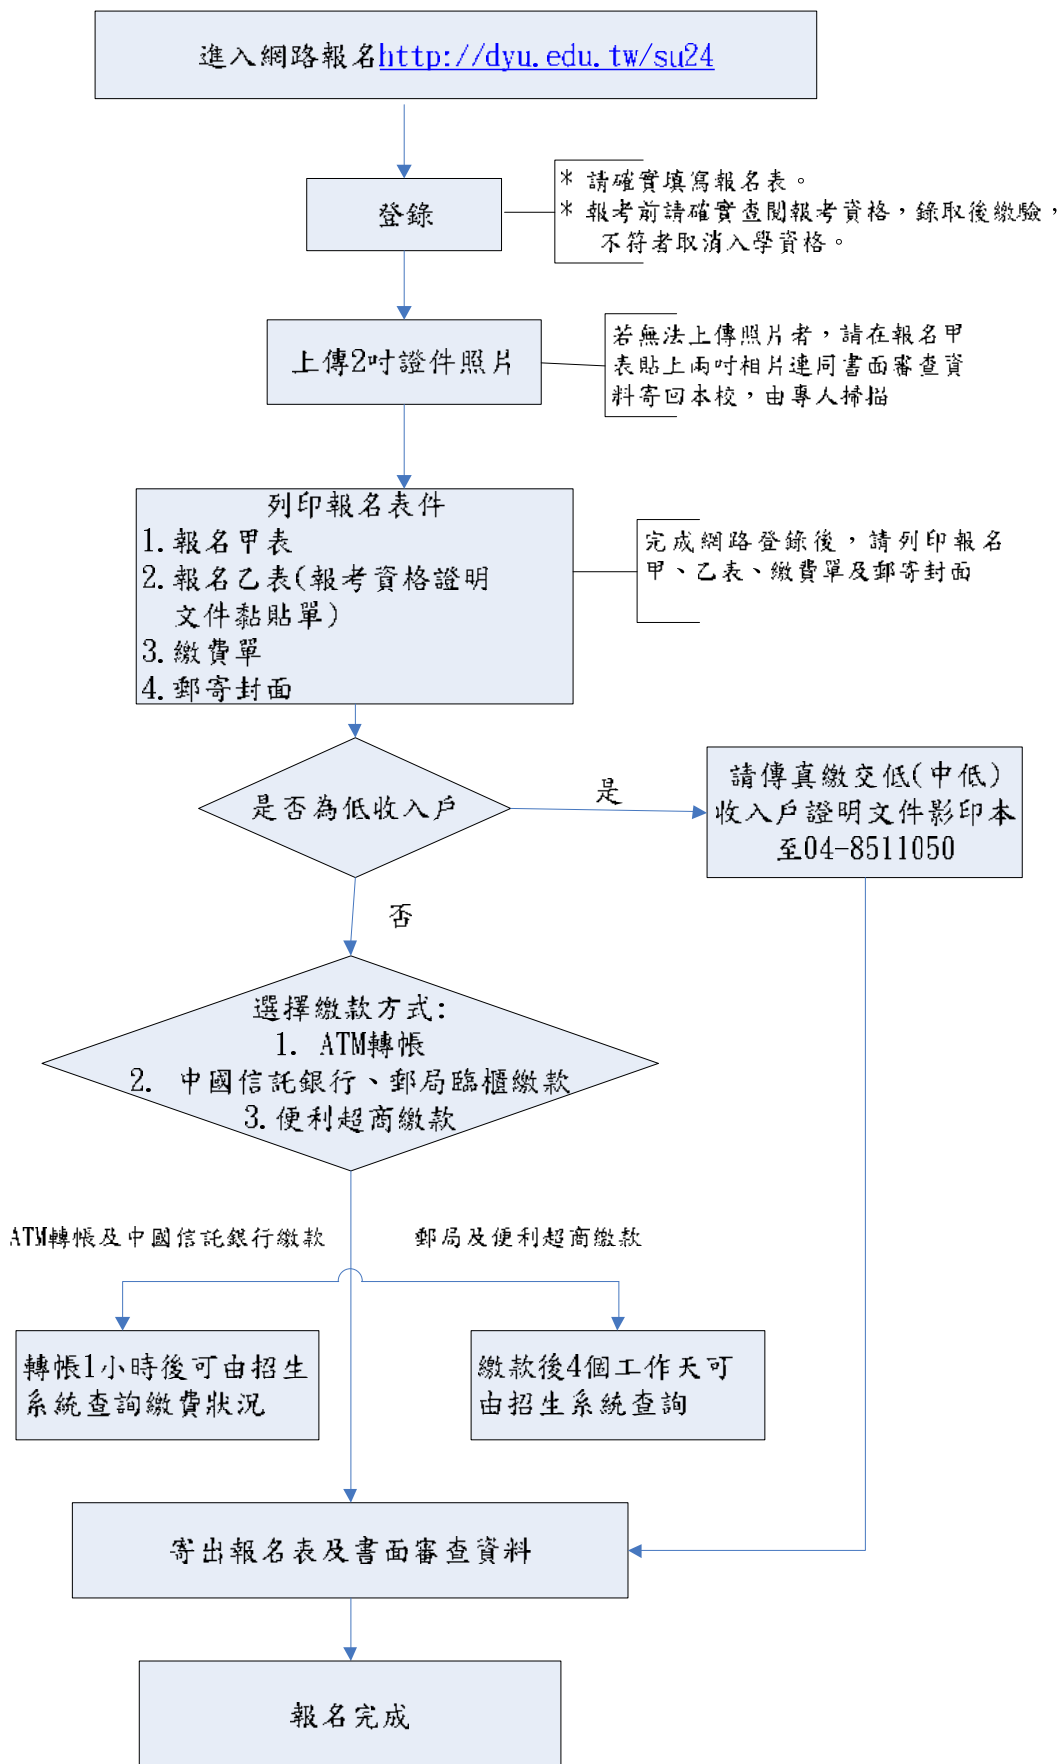 進入網路報名http://dyu.edu.tw/su24
登錄
* 請確實填寫報名表。
* 報考前請確實查閱報考資格，錄取後繳驗，
不符者取消入學資格。
上傳2吋證件照片
若無法上傳照片者，請在報名甲
表貼上兩吋相片連同書面審查資
料寄回本校，由專人掃描
列印報名表件
1.報名甲表
2.報名乙表(報考資格證明
文件黏貼單)
3.繳費單
4.郵寄封面
完成網路登錄後，請列印報名
甲、乙表、繳費單及郵寄封面
是否為低收入戶
是
請傳真繳交低(中低)
收入戶證明文件影印本
至04-8511050
否
選擇繳款方式:
1. ATM轉帳
2. 中國信託銀行、郵局臨櫃繳款
3.便利超商繳款
ATM轉帳及中國信託銀行繳款
郵局及便利超商繳款
轉帳1小時後可由招生
系統查詢繳費狀況
繳款後4個工作天可
由招生系統查詢
寄出報名表及書面審查資料
報名完成